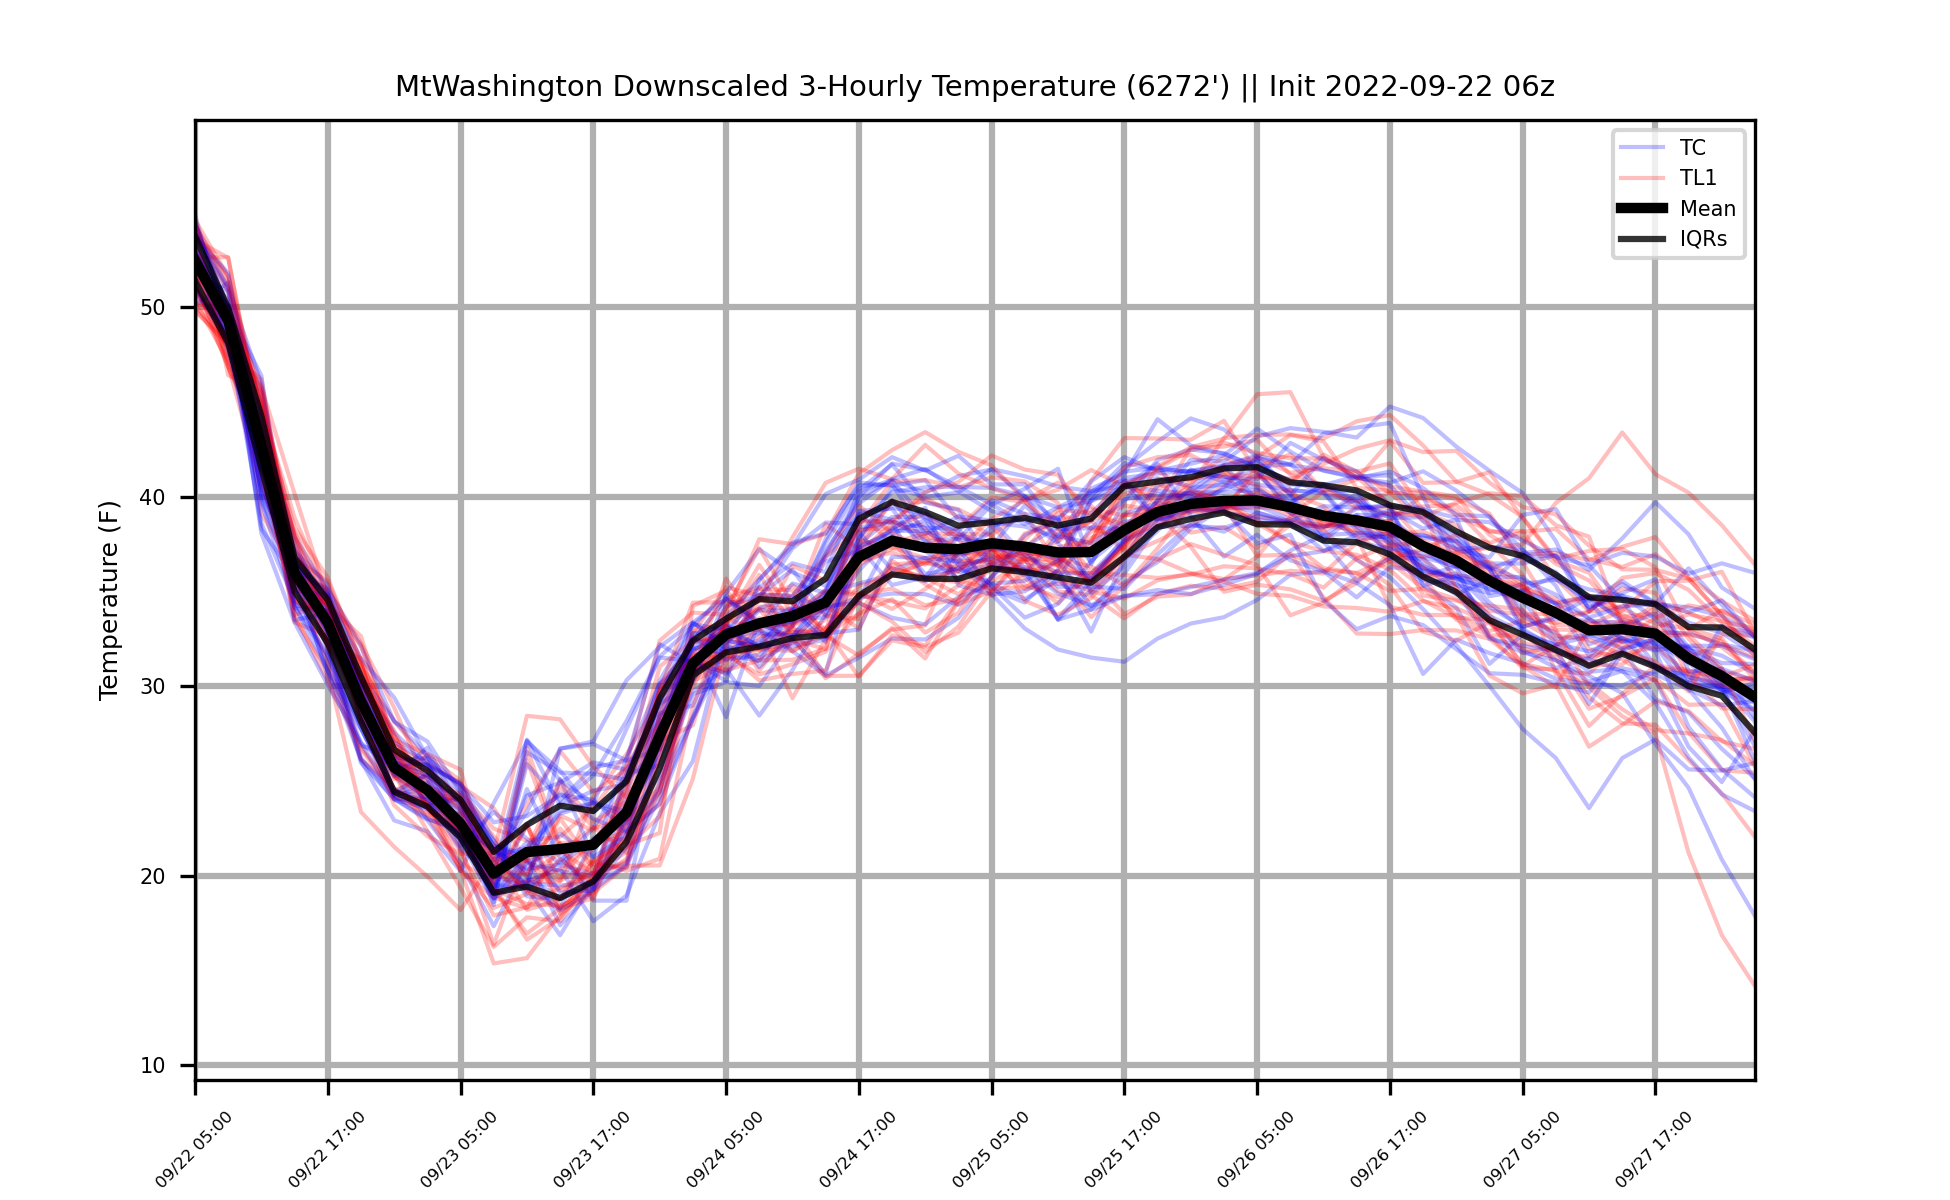 MtWashington Downscaled 3-Hourly Temperature (6272') || Init 2022-09-22 06z
TC
TL1
Mean
IQRs
Temperature (F)
50
40
30
20
10
09/22 05:00
09/22 17:00
09/23 05:00
09/23 17:00
09/24 05:00
09/24 17:00
09/25 05:00
09/25 17:00
09/26 05:00
09/26 17:00
09/27 05:00
09/27 17:00